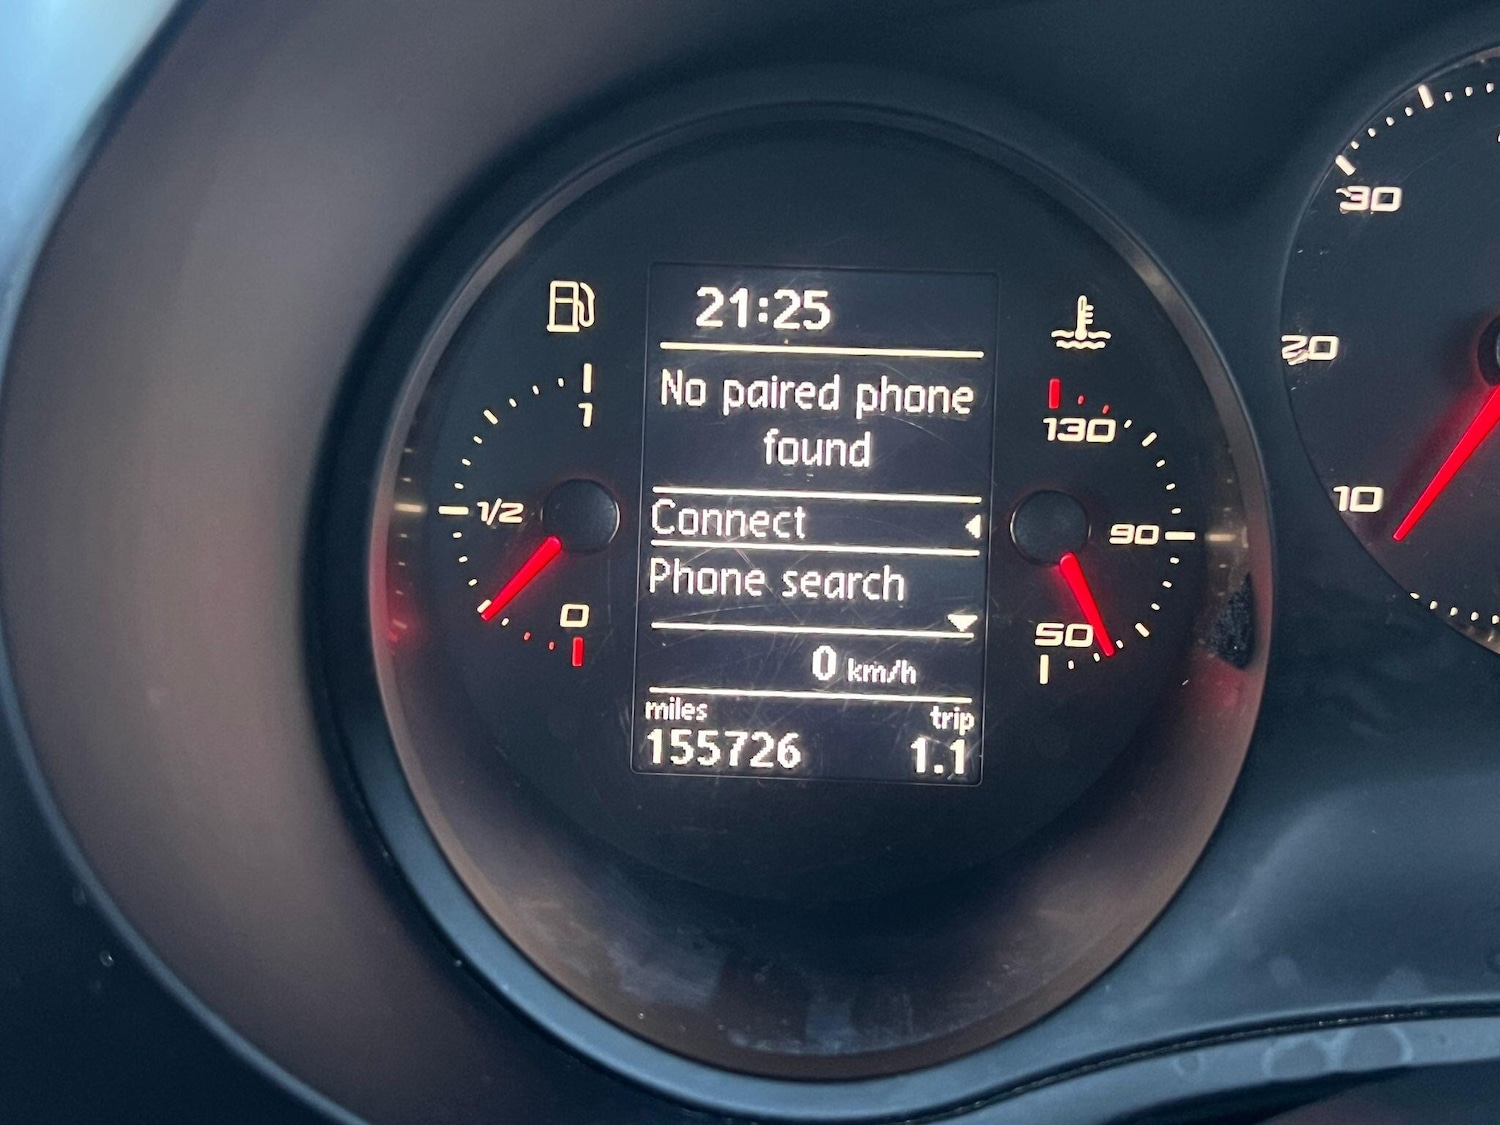 21:25
No paired phone
found
Connect
Phone search
0 km/h
miles trip
155726 1.1
1
1/2
0
130
90
50
30
20
10